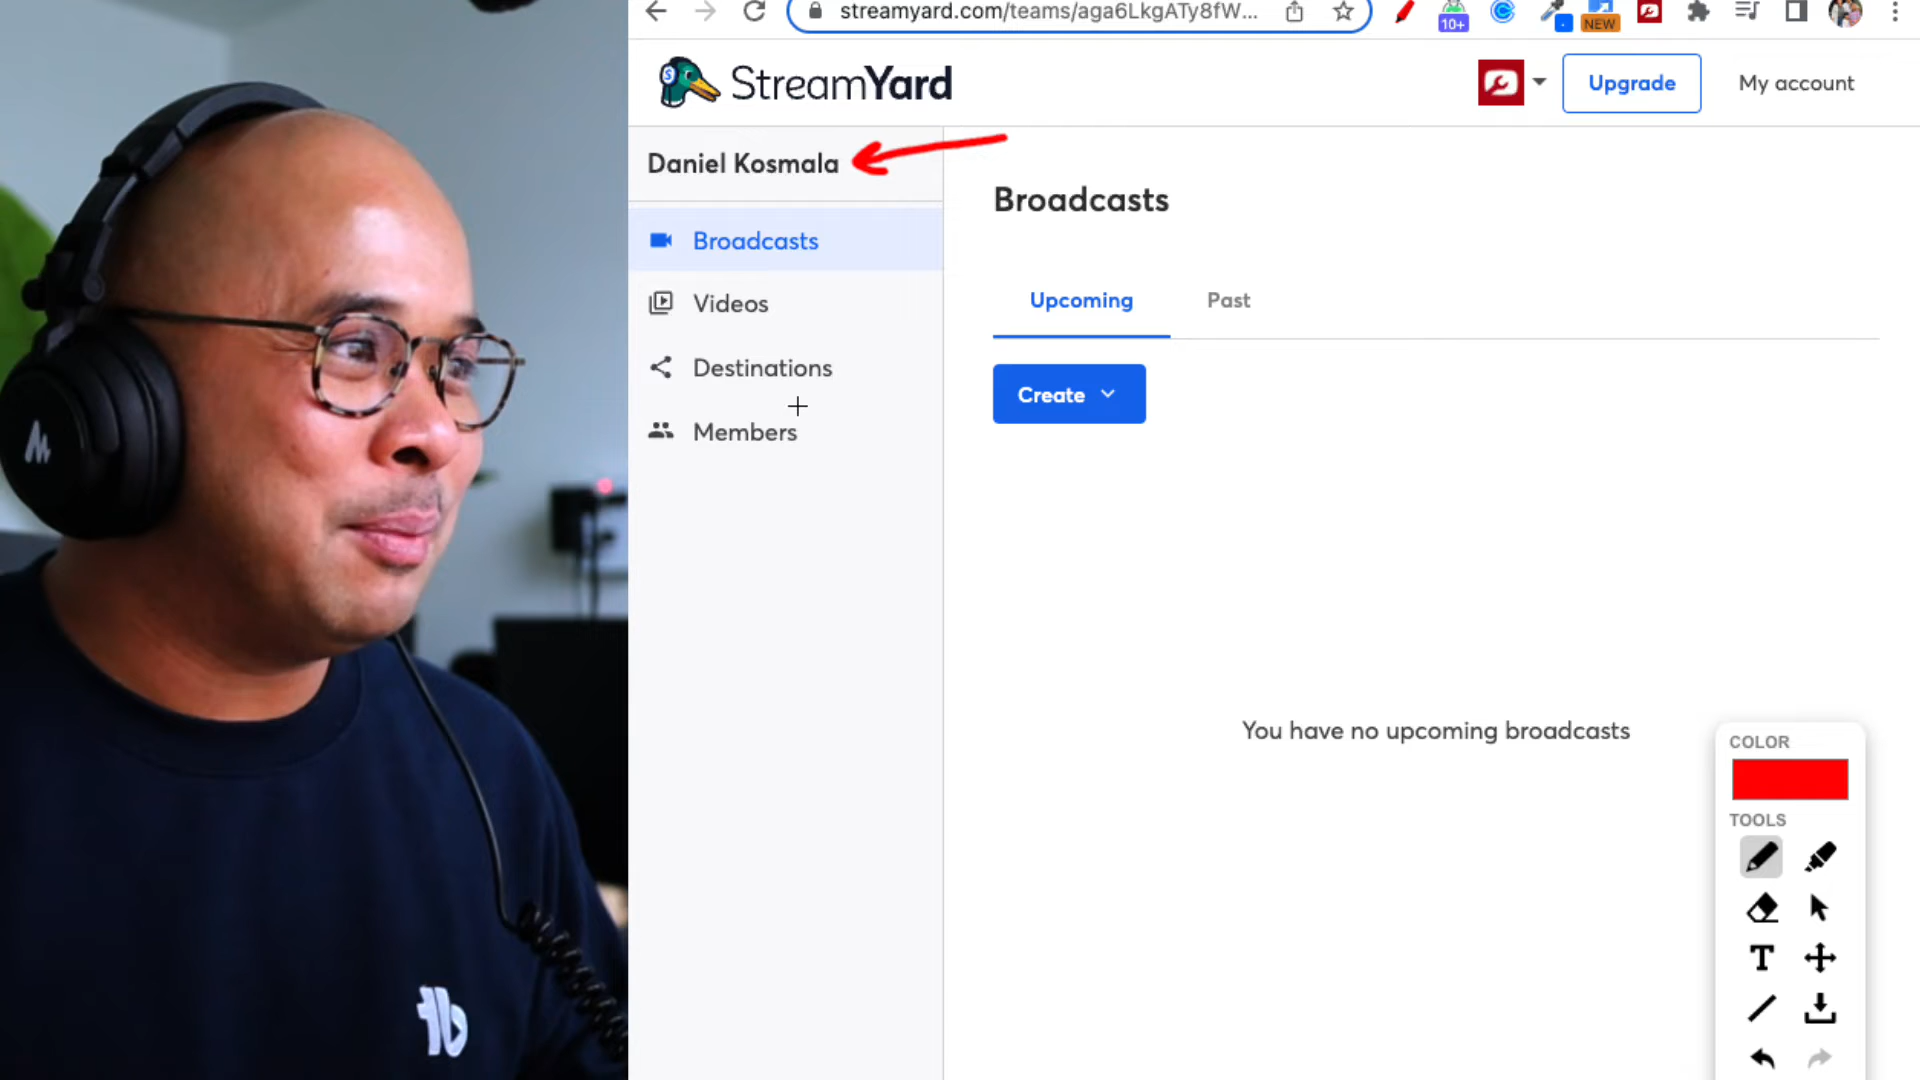 streamyard.com/teams/aga6LkgATy8fW...
10+
NEW
StreamYard
Upgrade
My account
Daniel Kosmala
Broadcasts
Videos
Destinations
Members
Broadcasts
Upcoming
Past
Create
You have no upcoming broadcasts
COLOR
TOOLS
T
tb